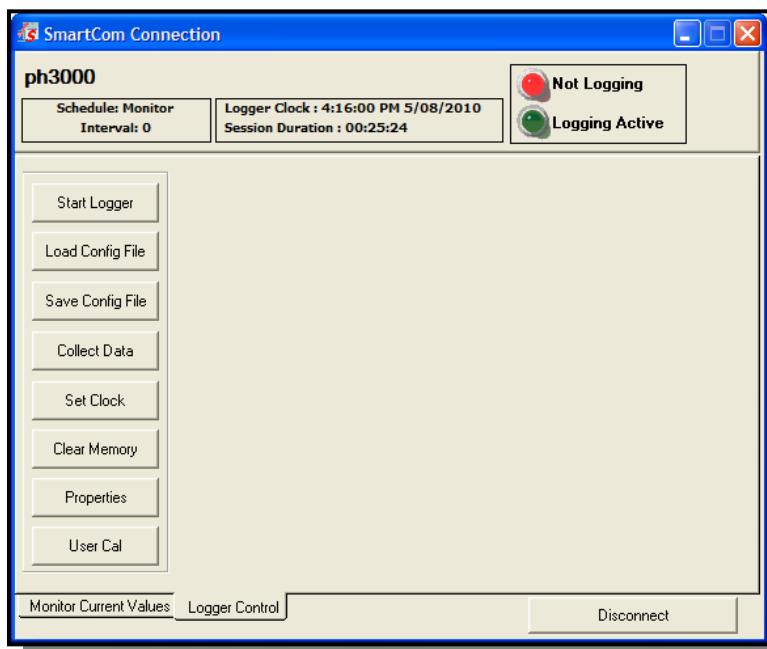 SmartCom Connection
ph3000
Schedule: Monitor
Interval: 0
Logger Clock : 4:16:00 PM 5/08/2010
Session Duration : 00:25:24
Not Logging
Logging Active
Start Logger
Load Config File
Save Config File
Collect Data
Set Clock
Clear Memory
Properties
User Cal
Monitor Current Values
Logger Control
Disconnect